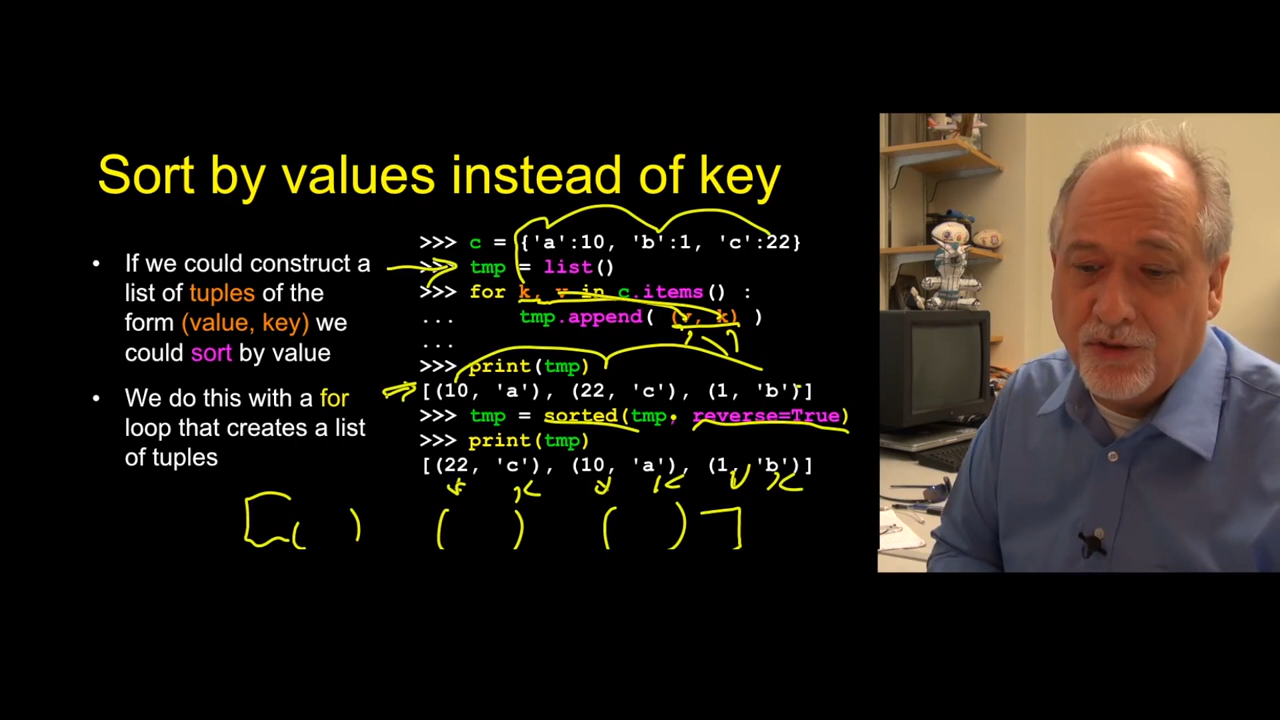 Sort by values instead of key
• If we could construct a
list of tuples of the
form (value, key) we
could sort by value
• We do this with a for
loop that creates a list
of tuples
>>> c = {'a':10, 'b':1, 'c':22}
>>> tmp = list()
>>> for k, v in c.items() :
... tmp.append( (v, k) )
...
>>> print(tmp)
[(10, 'a'), (22, 'c'), (1, 'b')]
>>> tmp = sorted(tmp, reverse=True)
>>> print(tmp)
[(22, 'c'), (10, 'a'), (1, 'b')]
v k v k v k
[( ) ( ) ( )]